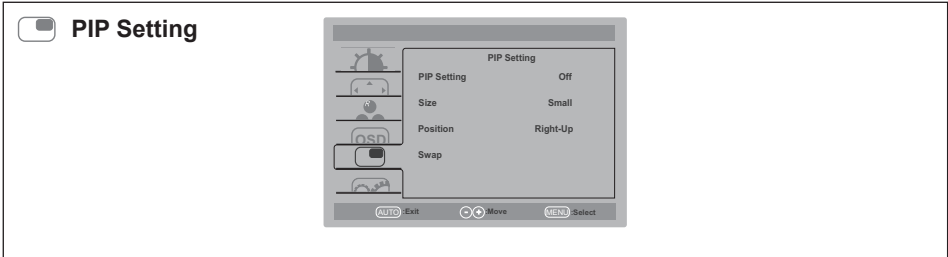 PIP Setting
PIP Setting
PIP Setting Off
Size Small
Position Right-Up
OSD
Swap
AUTO :Exit - + :Move MENU :Select